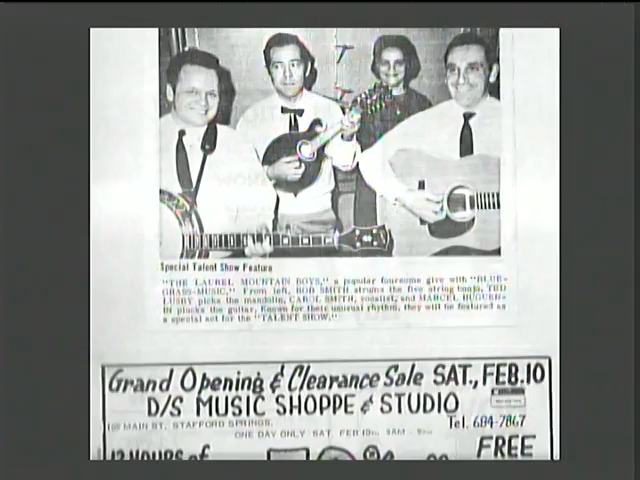 Special Talent Show Feature
"THE LAUREL MOUNTAIN BOYS," a popular foursome give with "BLUE-
GRASS-MUSIC." From left, BOB SMITH strums the five string banjo, TED
LUSBY picks the mandolin, CAROL SMITH, vocalist, and MARCEL HUGUEN-
IN plucks the guitar. Known for their unusual rhythm, they will be featured as
a special act for the "TALENT SHOW."
Grand Opening & Clearance Sale SAT., FEB.10
D/S MUSIC SHOPPE & STUDIO
MAIN ST. STAFFORD SPRINGS,
Tel. 684-7867
ONE DAY ONLY SAT. FEB 10TH 9AM -
12 HOURS of
FREE